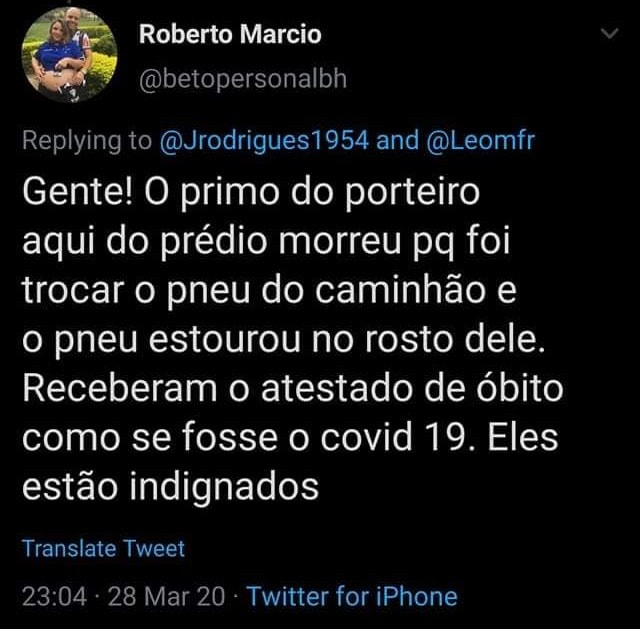 Roberto Marcio
@betopersonalbh
Replying to @Jrodrigues1954 and @Leomfr
Gente! O primo do porteiro
aqui do prédio morreu pq foi
trocar o pneu do caminhão e
o pneu estourou no rosto dele.
Receberam o atestado de óbito
como se fosse o covid 19. Eles
estão indignados
Translate Tweet
23:04 · 28 Mar 20 · Twitter for iPhone